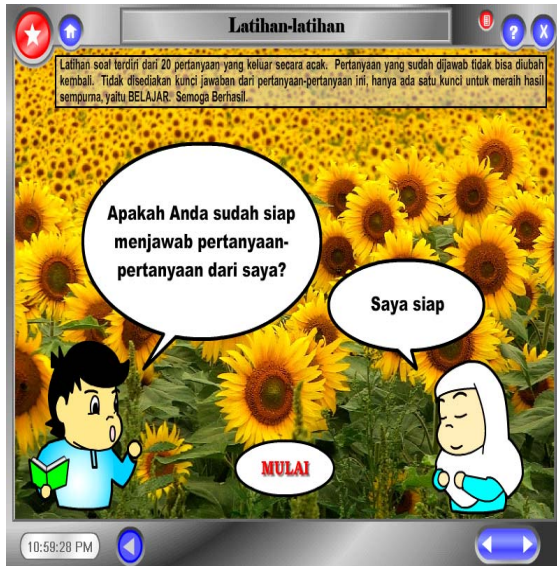 Latihan-latihan
?
X
Latihan soal terdiri dari 20 pertanyaan yang keluar secara acak. Pertanyaan yang sudah dijawab tidak bisa diubah
kembali. Tidak disediakan kunci jawaban dari pertanyaan-pertanyaan ini, hanya ada satu kunci untuk meraih hasil
sempurna, yaitu BELAJAR. Semoga Berhasil.
Apakah Anda sudah siap
menjawab pertanyaan-
pertanyaan dari saya?
Saya siap
MULAI
10:59:28 PM